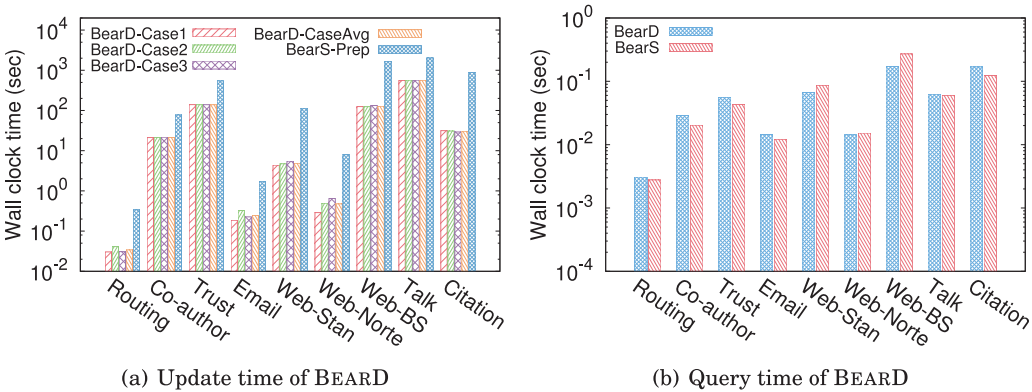 Wall clock time (sec)
10^4
10^3
10^2
10^1
10^0
10^-1
10^-2
BearD-Case1
BearD-Case2
BearD-Case3
BearD-CaseAvg
BearS-Prep
Routing
Co-author
Trust
Email
Web-Stan
Web-Norte
Web-BS
Talk
Citation
(a) Update time of BEARD
Wall clock time (sec)
10^0
10^-1
10^-2
10^-3
10^-4
BearD
BearS
Routing
Co-author
Trust
Email
Web-Stan
Web-Norte
Web-BS
Talk
Citation
(b) Query time of BEARD